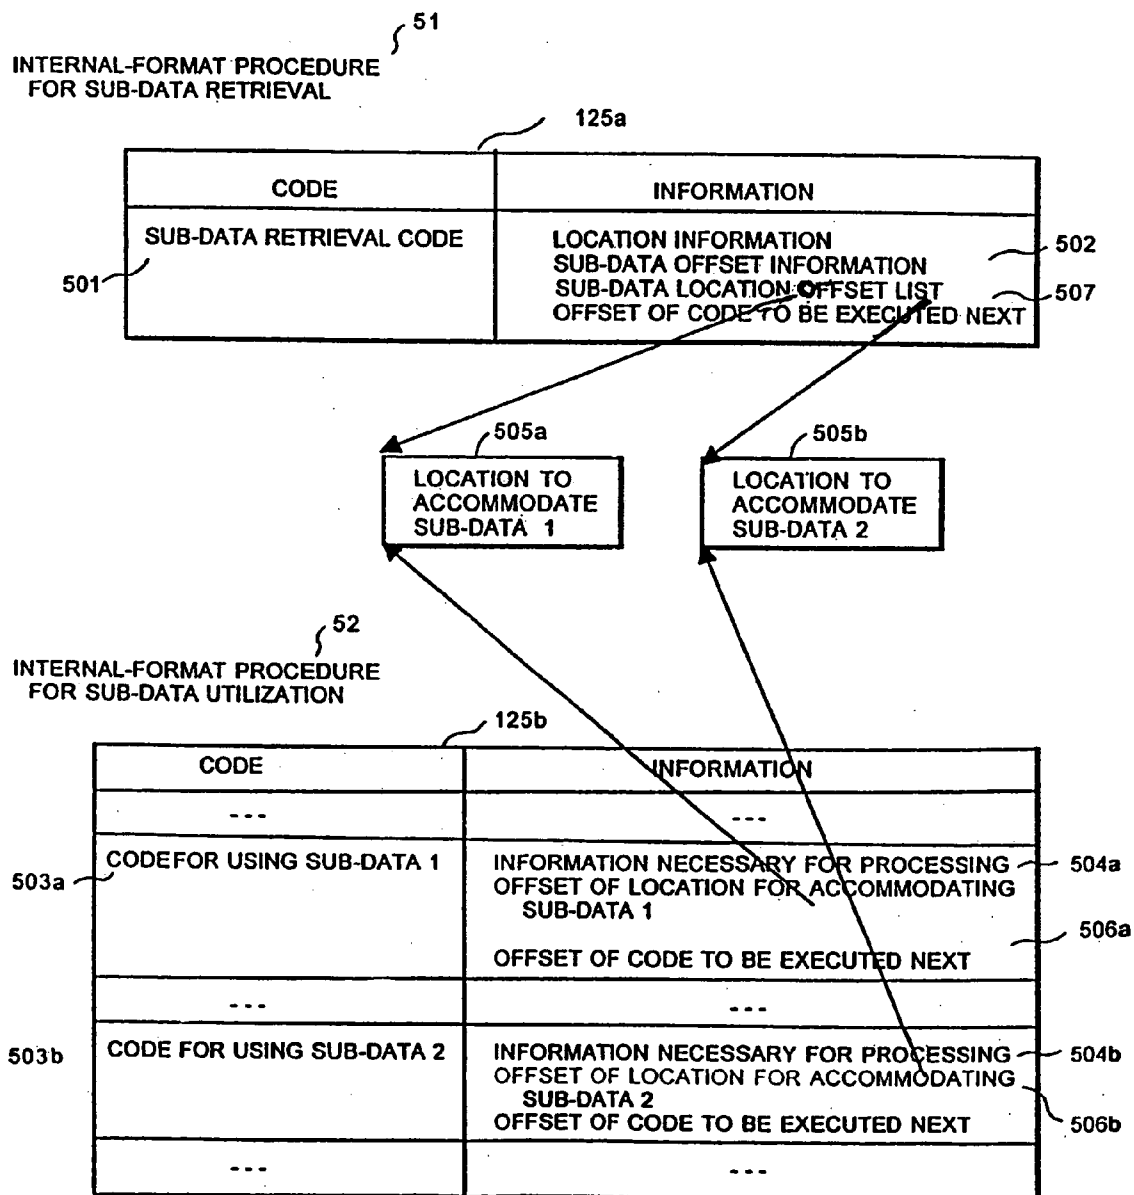 51
INTERNAL-FORMAT PROCEDURE
FOR SUB-DATA RETRIEVAL
125a
CODE
INFORMATION
SUB-DATA RETRIEVAL CODE
501
LOCATION INFORMATION
SUB-DATA OFFSET INFORMATION
SUB-DATA LOCATION OFFSET LIST
OFFSET OF CODE TO BE EXECUTED NEXT
502
507
505a
LOCATION TO
ACCOMMODATE
SUB-DATA 1
505b
LOCATION TO
ACCOMMODATE
SUB-DATA 2
52
INTERNAL-FORMAT PROCEDURE
FOR SUB-DATA UTILIZATION
125b
CODE
INFORMATION
---
---
503a
CODE FOR USING SUB-DATA 1
INFORMATION NECESSARY FOR PROCESSING
OFFSET OF LOCATION FOR ACCOMMODATING
SUB-DATA 1
OFFSET OF CODE TO BE EXECUTED NEXT
504a
506a
---
---
503b
CODE FOR USING SUB-DATA 2
INFORMATION NECESSARY FOR PROCESSING
OFFSET OF LOCATION FOR ACCOMMODATING
SUB-DATA 2
OFFSET OF CODE TO BE EXECUTED NEXT
504b
506b
---
---